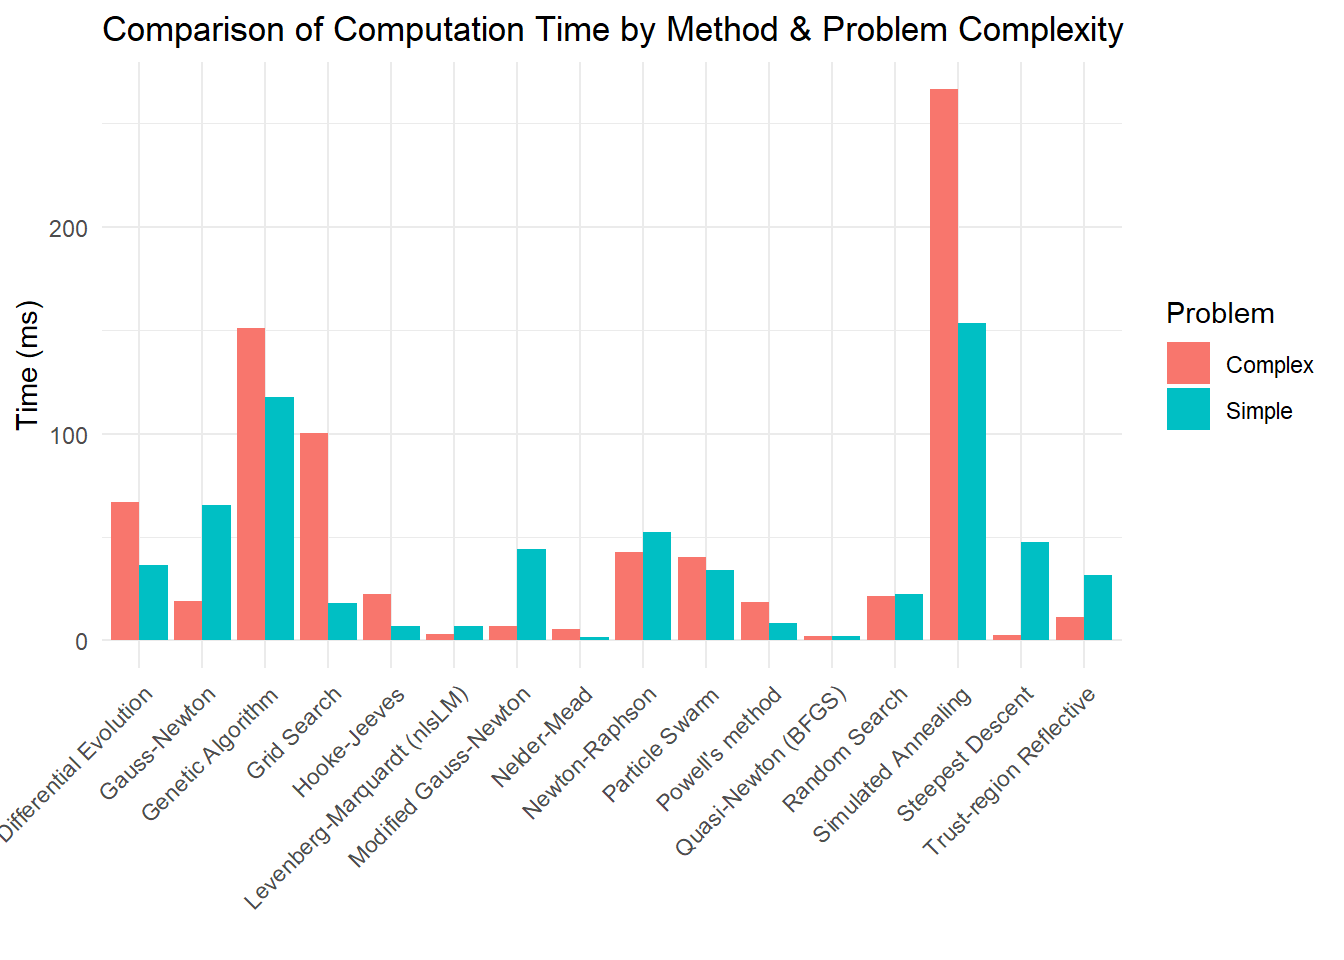 Comparison of Computation Time by Method & Problem Complexity
Time (ms)
200
100
0
Differential Evolution
Gauss-Newton
Genetic Algorithm
Grid Search
Hooke-Jeeves
Levenberg-Marquardt (nlsLM)
Modified Gauss-Newton
Nelder-Mead
Newton-Raphson
Particle Swarm
Powell's method
Quasi-Newton (BFGS)
Random Search
Simulated Annealing
Steepest Descent
Trust-region Reflective
Problem
Complex
Simple